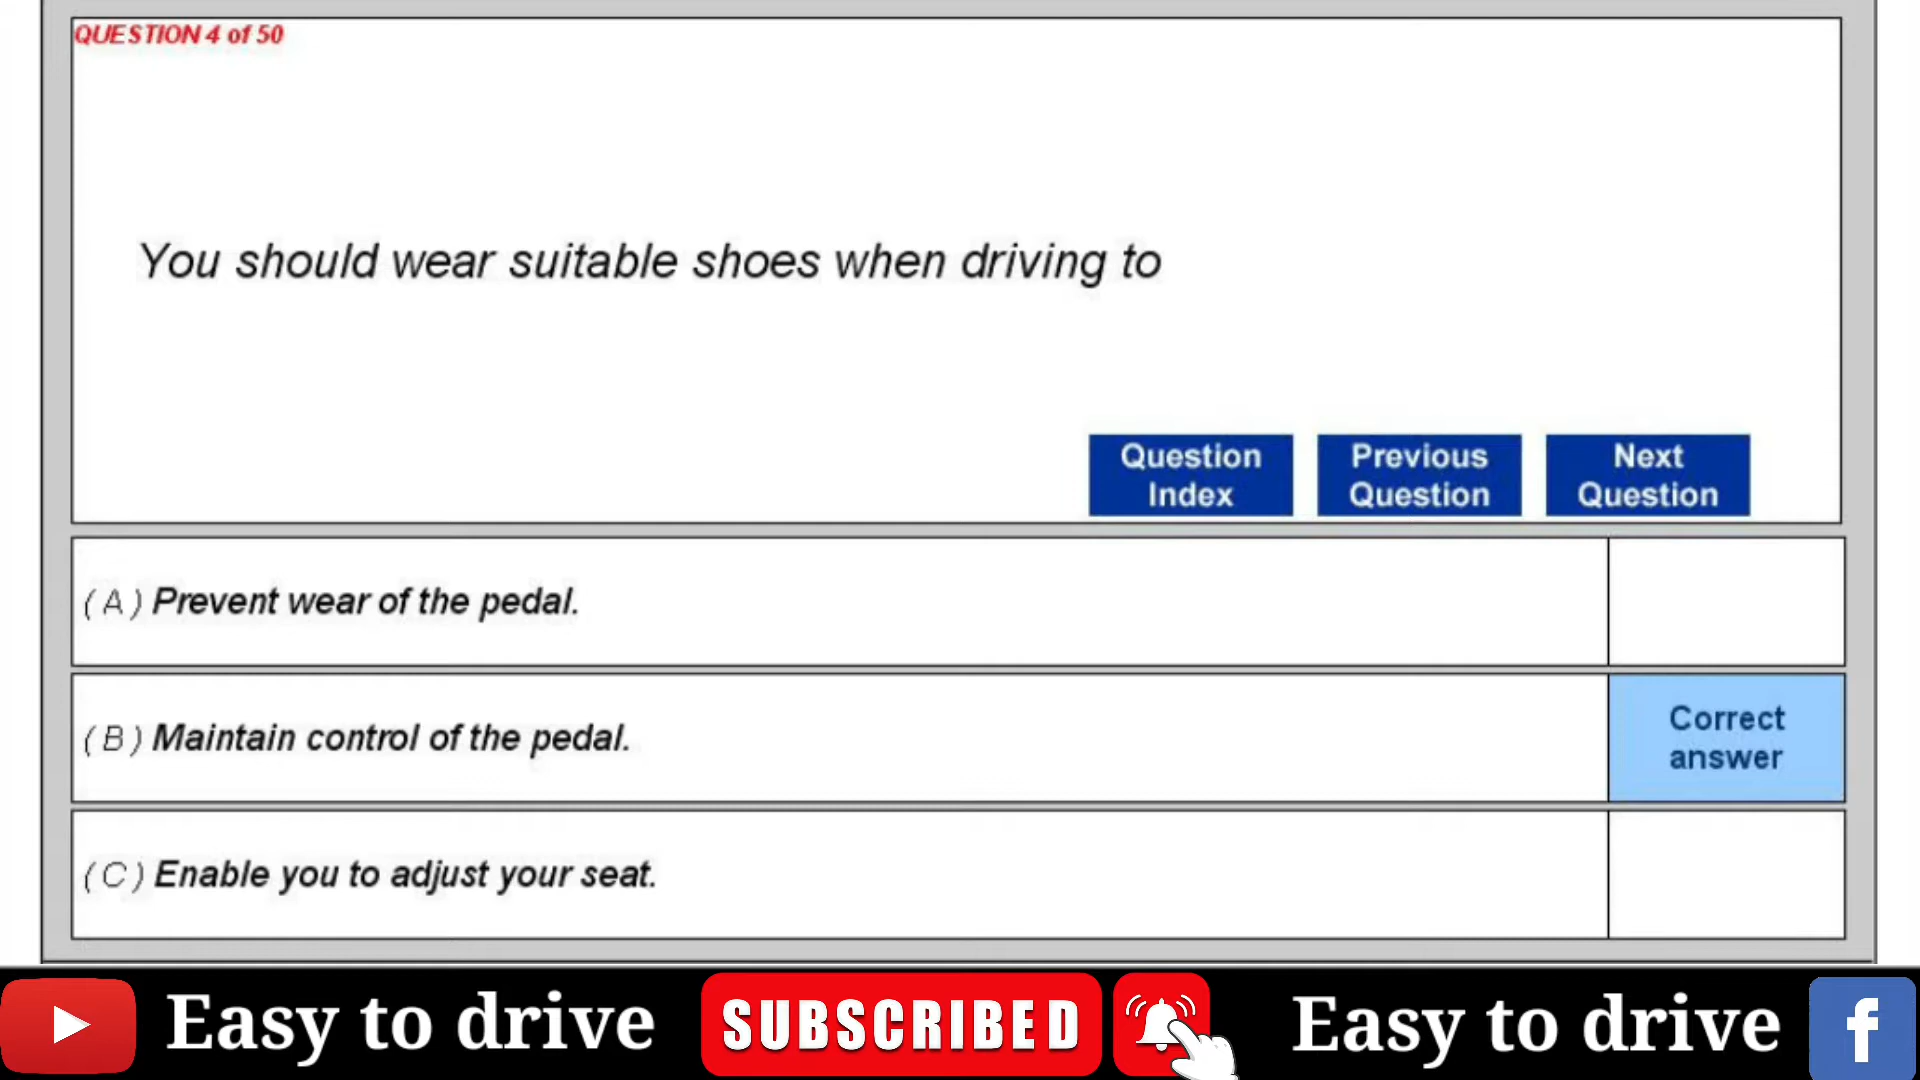 QUESTION 4 of 50
You should wear suitable shoes when driving to
Question
Index
Previous
Question
Next
Question
(A) Prevent wear of the pedal.
(B) Maintain control of the pedal.
Correct
answer
(C) Enable you to adjust your seat.
Easy to drive
SUBSCRIBED
Easy to drive
f